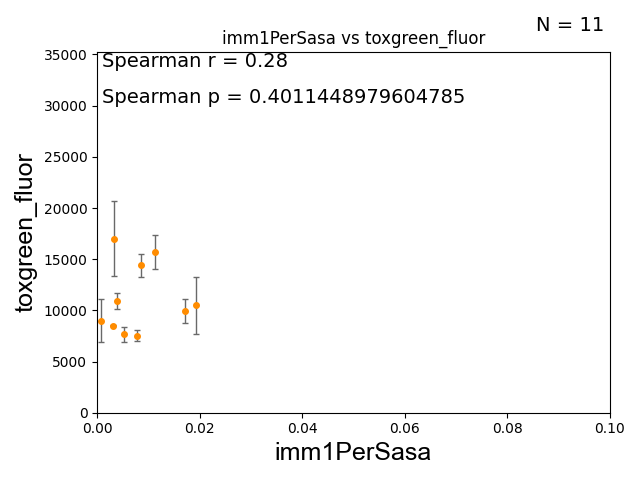 N = 11
imm1PerSasa vs toxgreen_fluor
Spearman r = 0.28
Spearman p = 0.4011448979604785
35000
30000
25000
20000
15000
10000
5000
0
toxgreen_fluor
0.00 0.02 0.04 0.06 0.08 0.10
imm1PerSasa